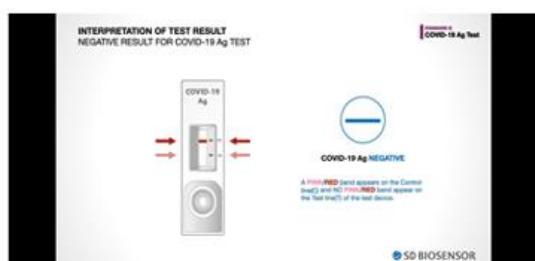 INTERPRETATION OF TEST RESULT
NEGATIVE RESULT FOR COVID-19 Ag TEST
STANDARD Q
COVID-19 Ag Test
COVID-19
Ag
COVID-19 Ag NEGATIVE
A PINK/RED band appears on the Control
line(C) and NO PINK/RED band appear on
the Test line(T) of the test device.
SD BIOSENSOR